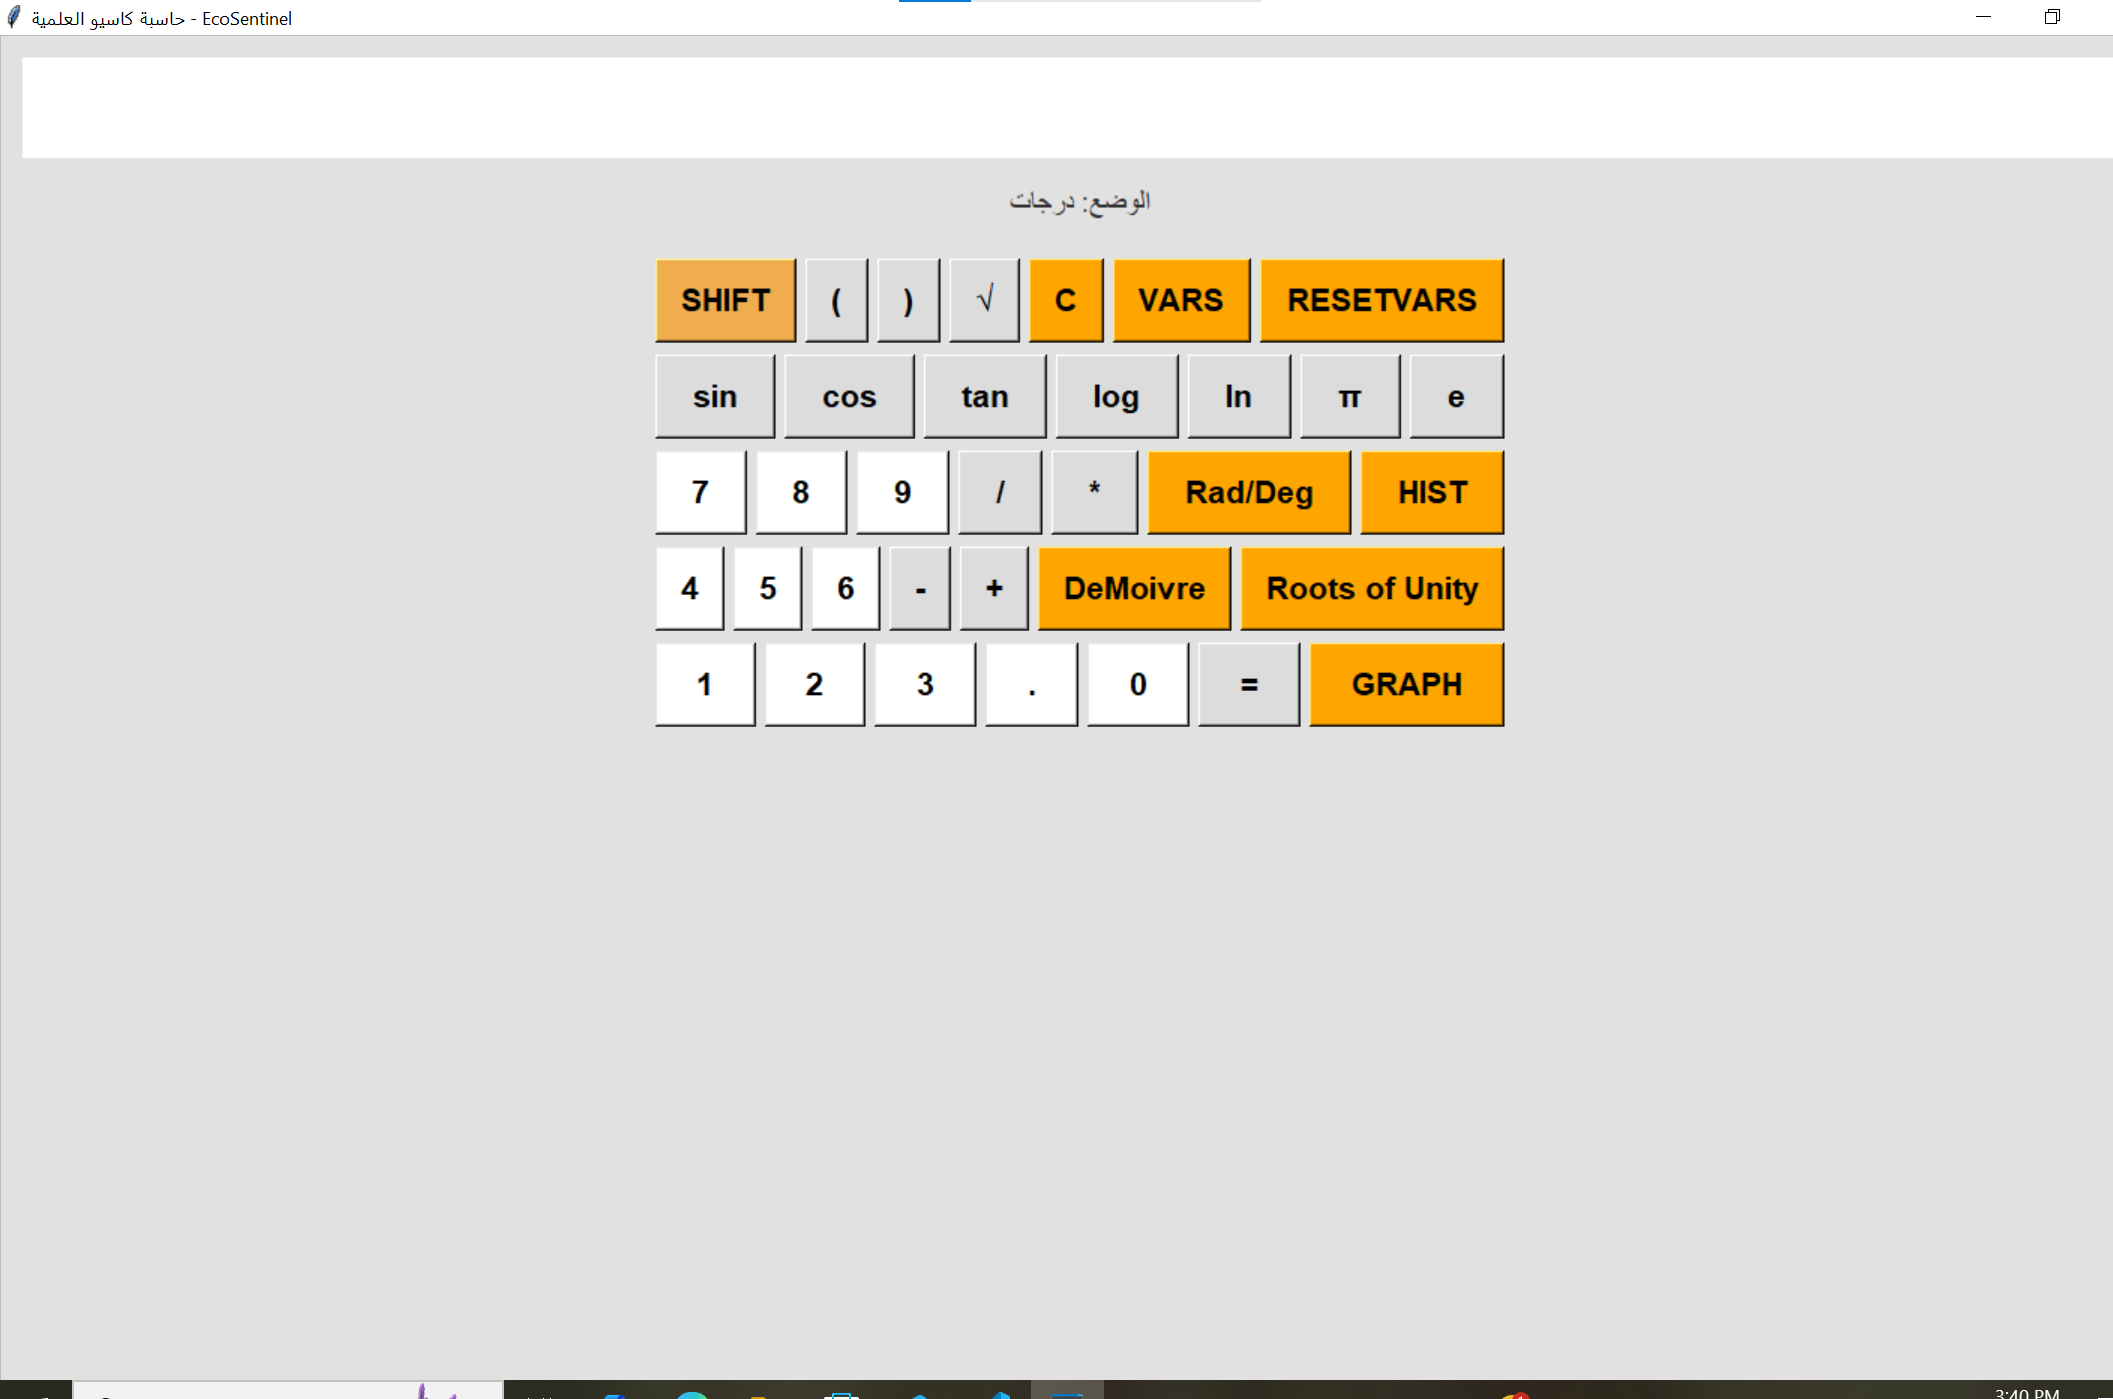 حاسبة كاسيو العلمية - EcoSentinel
الوضع: درجات
SHIFT ( ) √ C VARS RESETVARS
sin cos tan log ln π e
7 8 9 / * Rad/Deg HIST
4 5 6 - + DeMoivre Roots of Unity
1 2 3 . 0 = GRAPH
3:40 PM